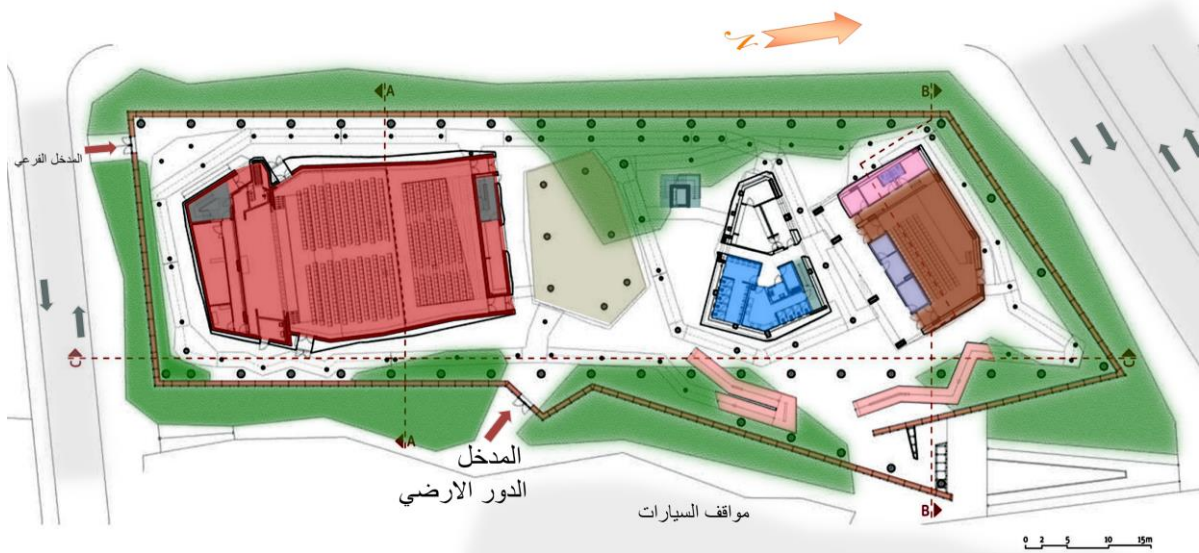 N
A
B
المدخل الفرعي
C
C
A
المدخل
الدور الارضي
مواقف السيارات
B
0 2 5 10 15m